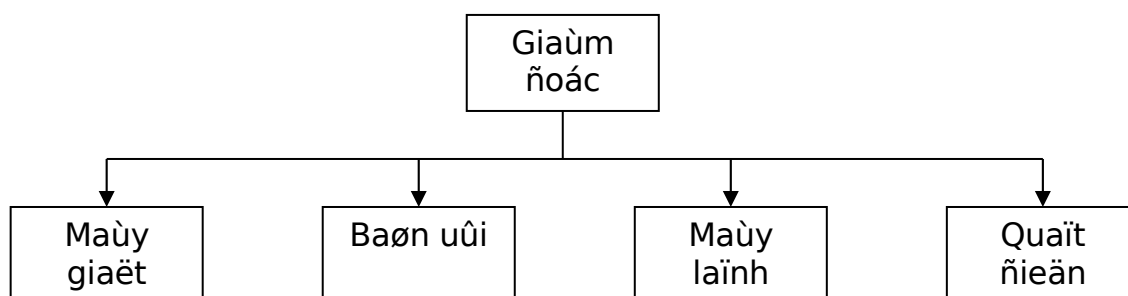 Giaùm
ñoác
Maùy
giaët
Baøn uûi
Maùy
laïnh
Quaït
ñieän